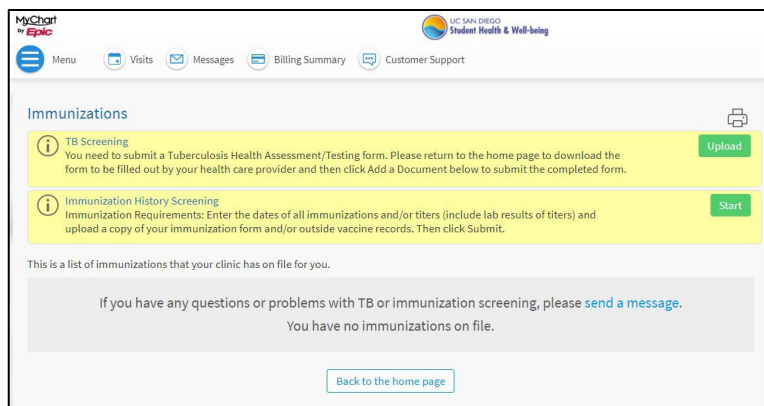 MyChart
by Epic
UC SAN DIEGO
Student Health & Well-being
Menu
Visits
Messages
Billing Summary
Customer Support
Immunizations
TB Screening
Upload
You need to submit a Tuberculosis Health Assessment/Testing form. Please return to the home page to download the
form to be filled out by your health care provider and then click Add a Document below to submit the completed form.
Immunization History Screening
Start
Immunization Requirements: Enter the dates of all immunizations and/or titers (include lab results of titers) and
upload a copy of your immunization form and/or outside vaccine records. Then click Submit.
This is a list of immunizations that your clinic has on file for you.
If you have any questions or problems with TB or immunization screening, please send a message.
You have no immunizations on file.
Back to the home page